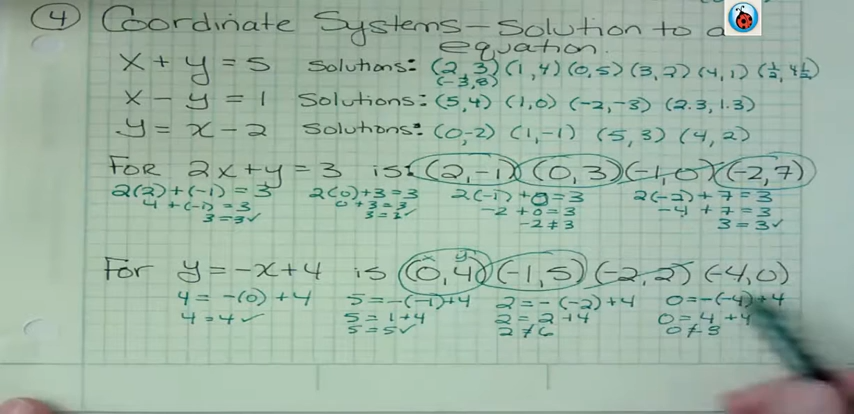 4 Coordinate Systems - Solution to a
equation.
x + y = 5 Solutions: (2, 3) (1, 4) (0, 5) (3, 2) (4, 1) (½, 4½)
(-3, 8)
x - y = 1 Solutions: (5, 4) (1, 0) (-2, -3) (2.3, 1.3)
y = x - 2 Solutions: (0, -2) (1, -1) (5, 3) (4, 2)
For 2x + y = 3 is: (2, -1) (0, 3) (-1, 0) (-2, 7)
2(2) + (-1) = 3 2(0) + 3 = 3 2(-1) + 0 = 3 2(-2) + 7 = 3
4 + (-1) = 3 0 + 3 = 3 -2 + 0 = 3 -4 + 7 = 3
3 = 3 ✓ 3 = 3 ✓ -2 ≠ 3 3 = 3 ✓
x y
For y = -x + 4 is (0, 4) (-1, 5) (-2, 2) (-4, 0)
4 = -(0) + 4 5 = -(-1) + 4 2 = -(-2) + 4 0 = -(-4) + 4
4 = 4 ✓ 5 = 1 + 4 2 = 2 + 4 0 = 4 + 4
5 = 5 ✓ 2 ≠ 6 0 ≠ 8